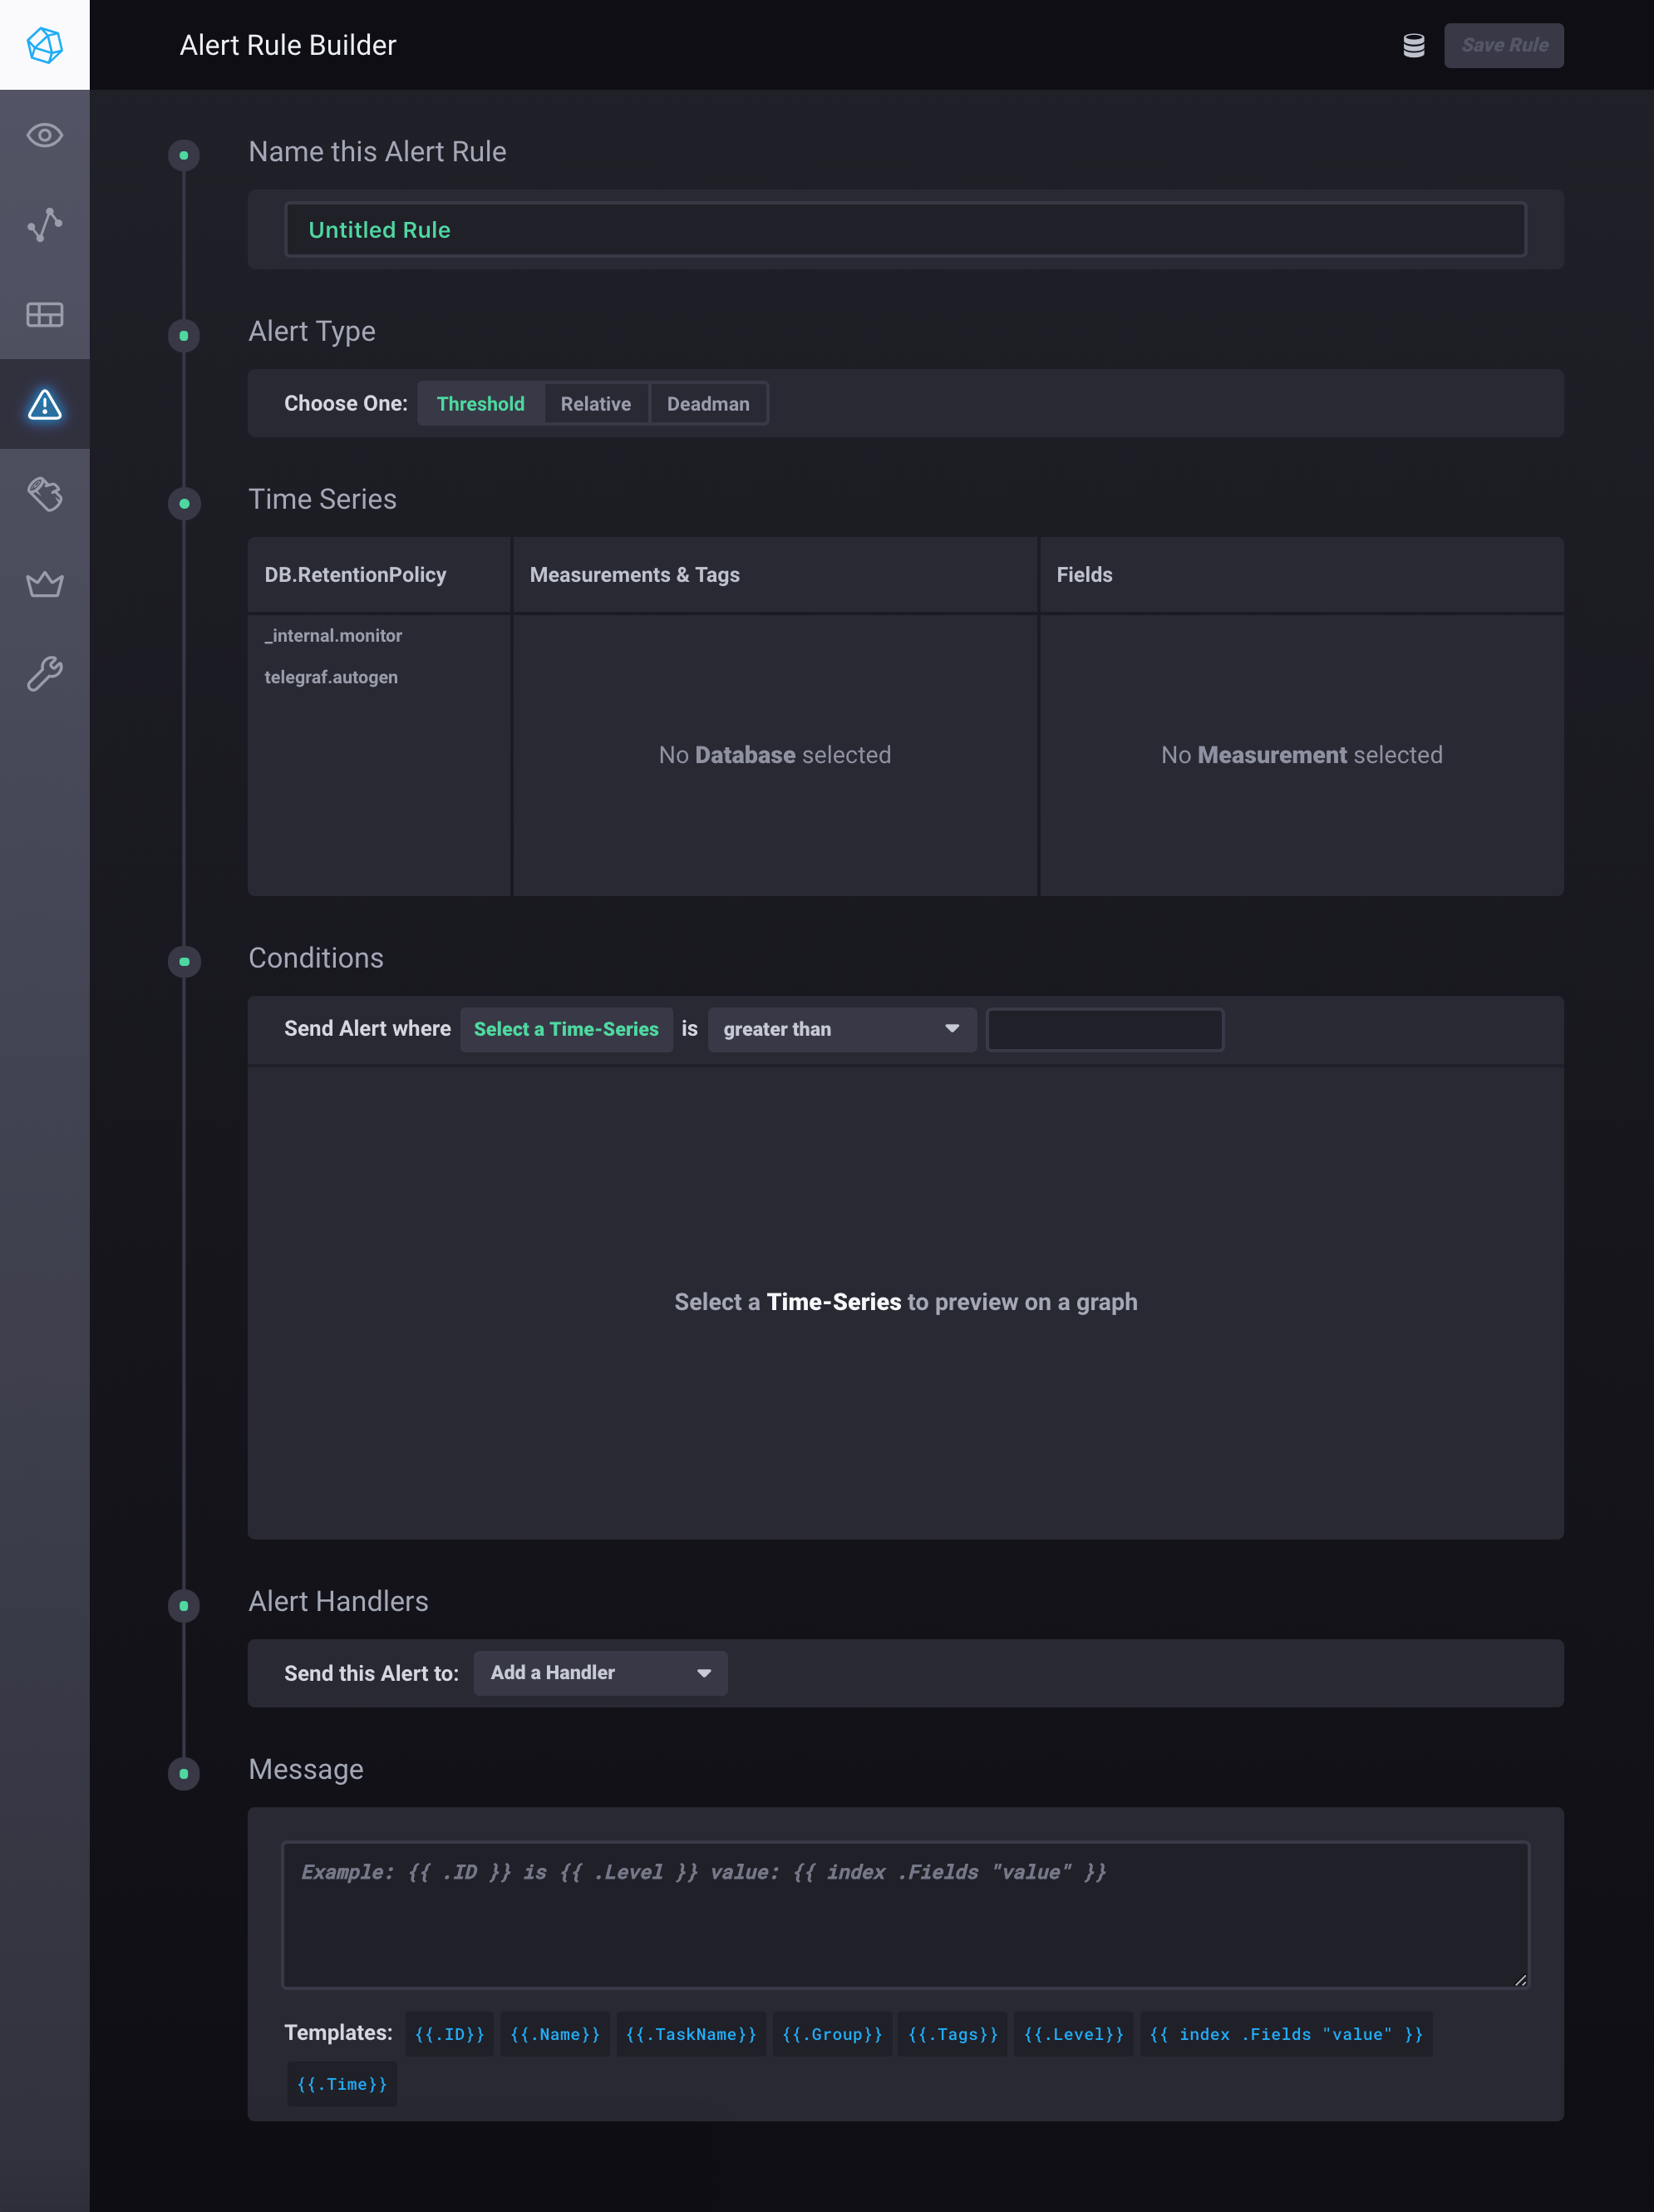 Alert Rule Builder
Save Rule
Name this Alert Rule
Untitled Rule
Alert Type
Choose One: Threshold Relative Deadman
Time Series
DB.RetentionPolicy Measurements & Tags Fields
_internal.monitor
telegraf.autogen
No Database selected No Measurement selected
Conditions
Send Alert where Select a Time-Series is greater than
Select a Time-Series to preview on a graph
Alert Handlers
Send this Alert to: Add a Handler
Message
Example: {{ .ID }} is {{ .Level }} value: {{ index .Fields "value" }}
Templates: {{.ID}} {{.Name}} {{.TaskName}} {{.Group}} {{.Tags}} {{.Level}} {{ index .Fields "value" }}
{{.Time}}